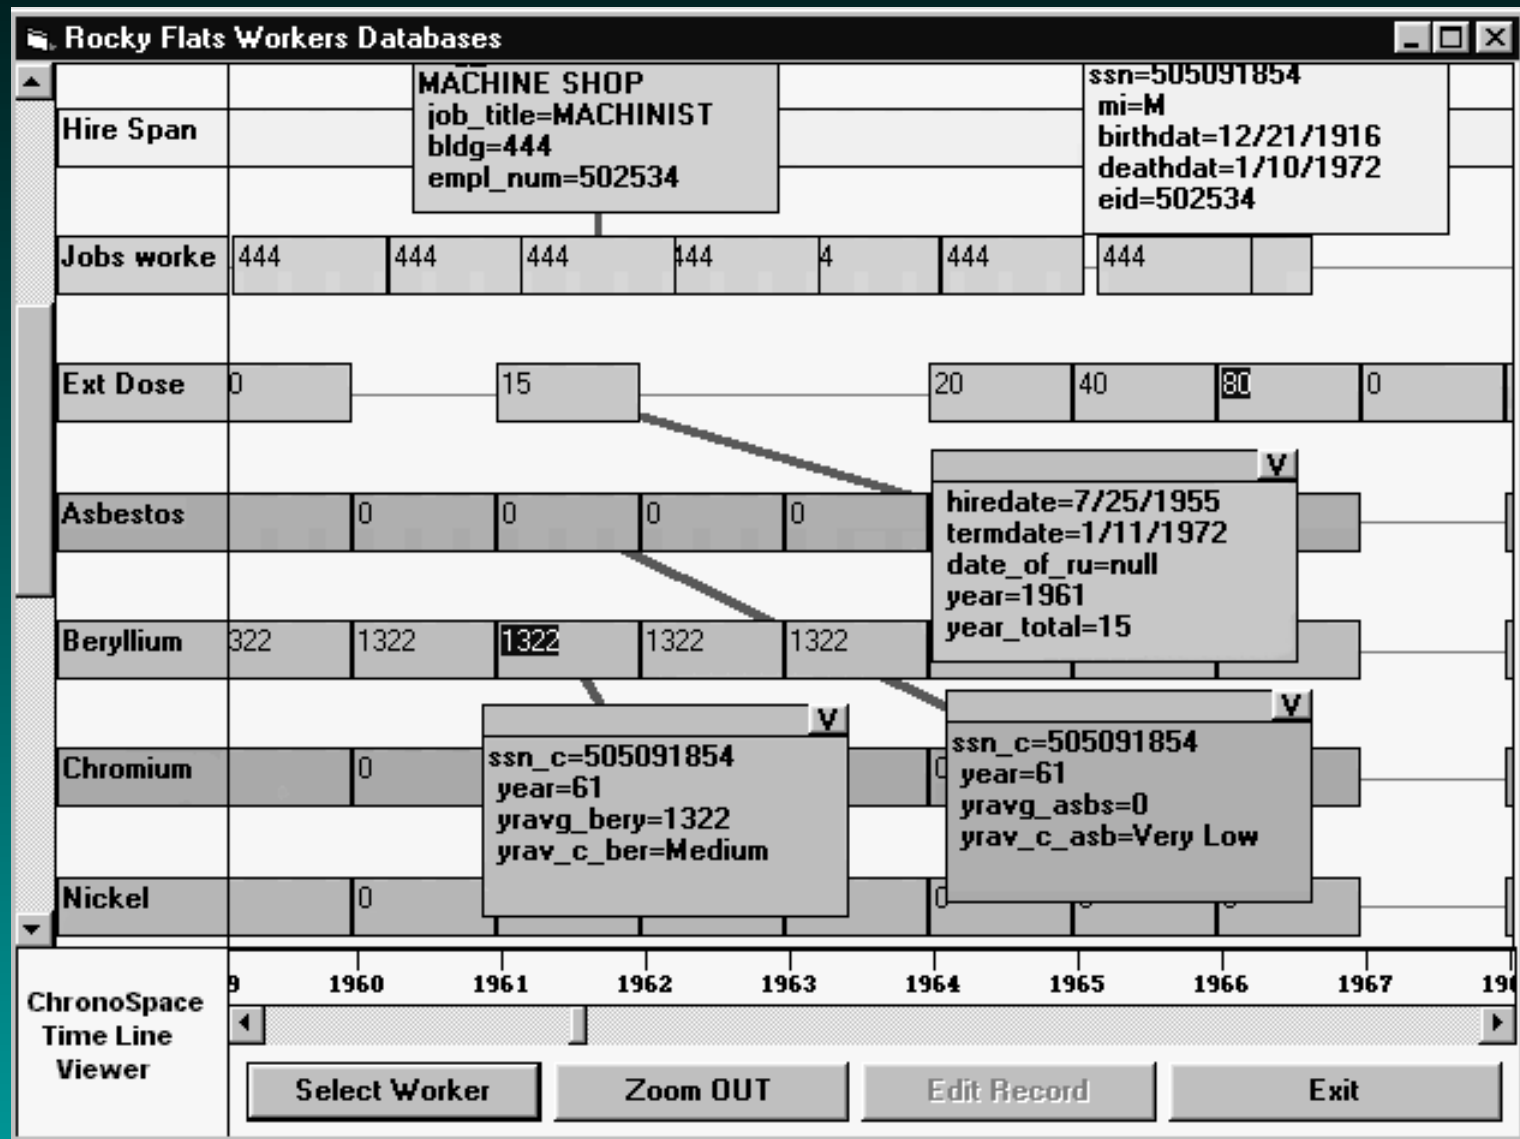 Rocky Flats Workers Databases
MACHINE SHOP
job_title=MACHINIST
bldg=444
empl_num=502534
ssn=505091854
mi=M
birthdat=12/21/1916
deathdat=1/10/1972
eid=502534
Hire Span
Jobs worke 444 444 444 444 4 444 444
Ext Dose 0 15 20 40 80 0
V
hiredate=7/25/1955
termdate=1/11/1972
date_of_ru=null
year=1961
year_total=15
Asbestos 0 0 0 0
Beryllium 322 1322 1322 1322 1322
V
ssn_c=505091854
year=61
yravg_bery=1322
yrav_c_ber=Medium
V
ssn_c=505091854
year=61
yravg_asbs=0
yrav_c_asb=Very Low
Chromium 0 0
Nickel 0 0
9 1960 1961 1962 1963 1964 1965 1966 1967 19
ChronoSpace
Time Line
Viewer
Select Worker Zoom OUT Edit Record Exit